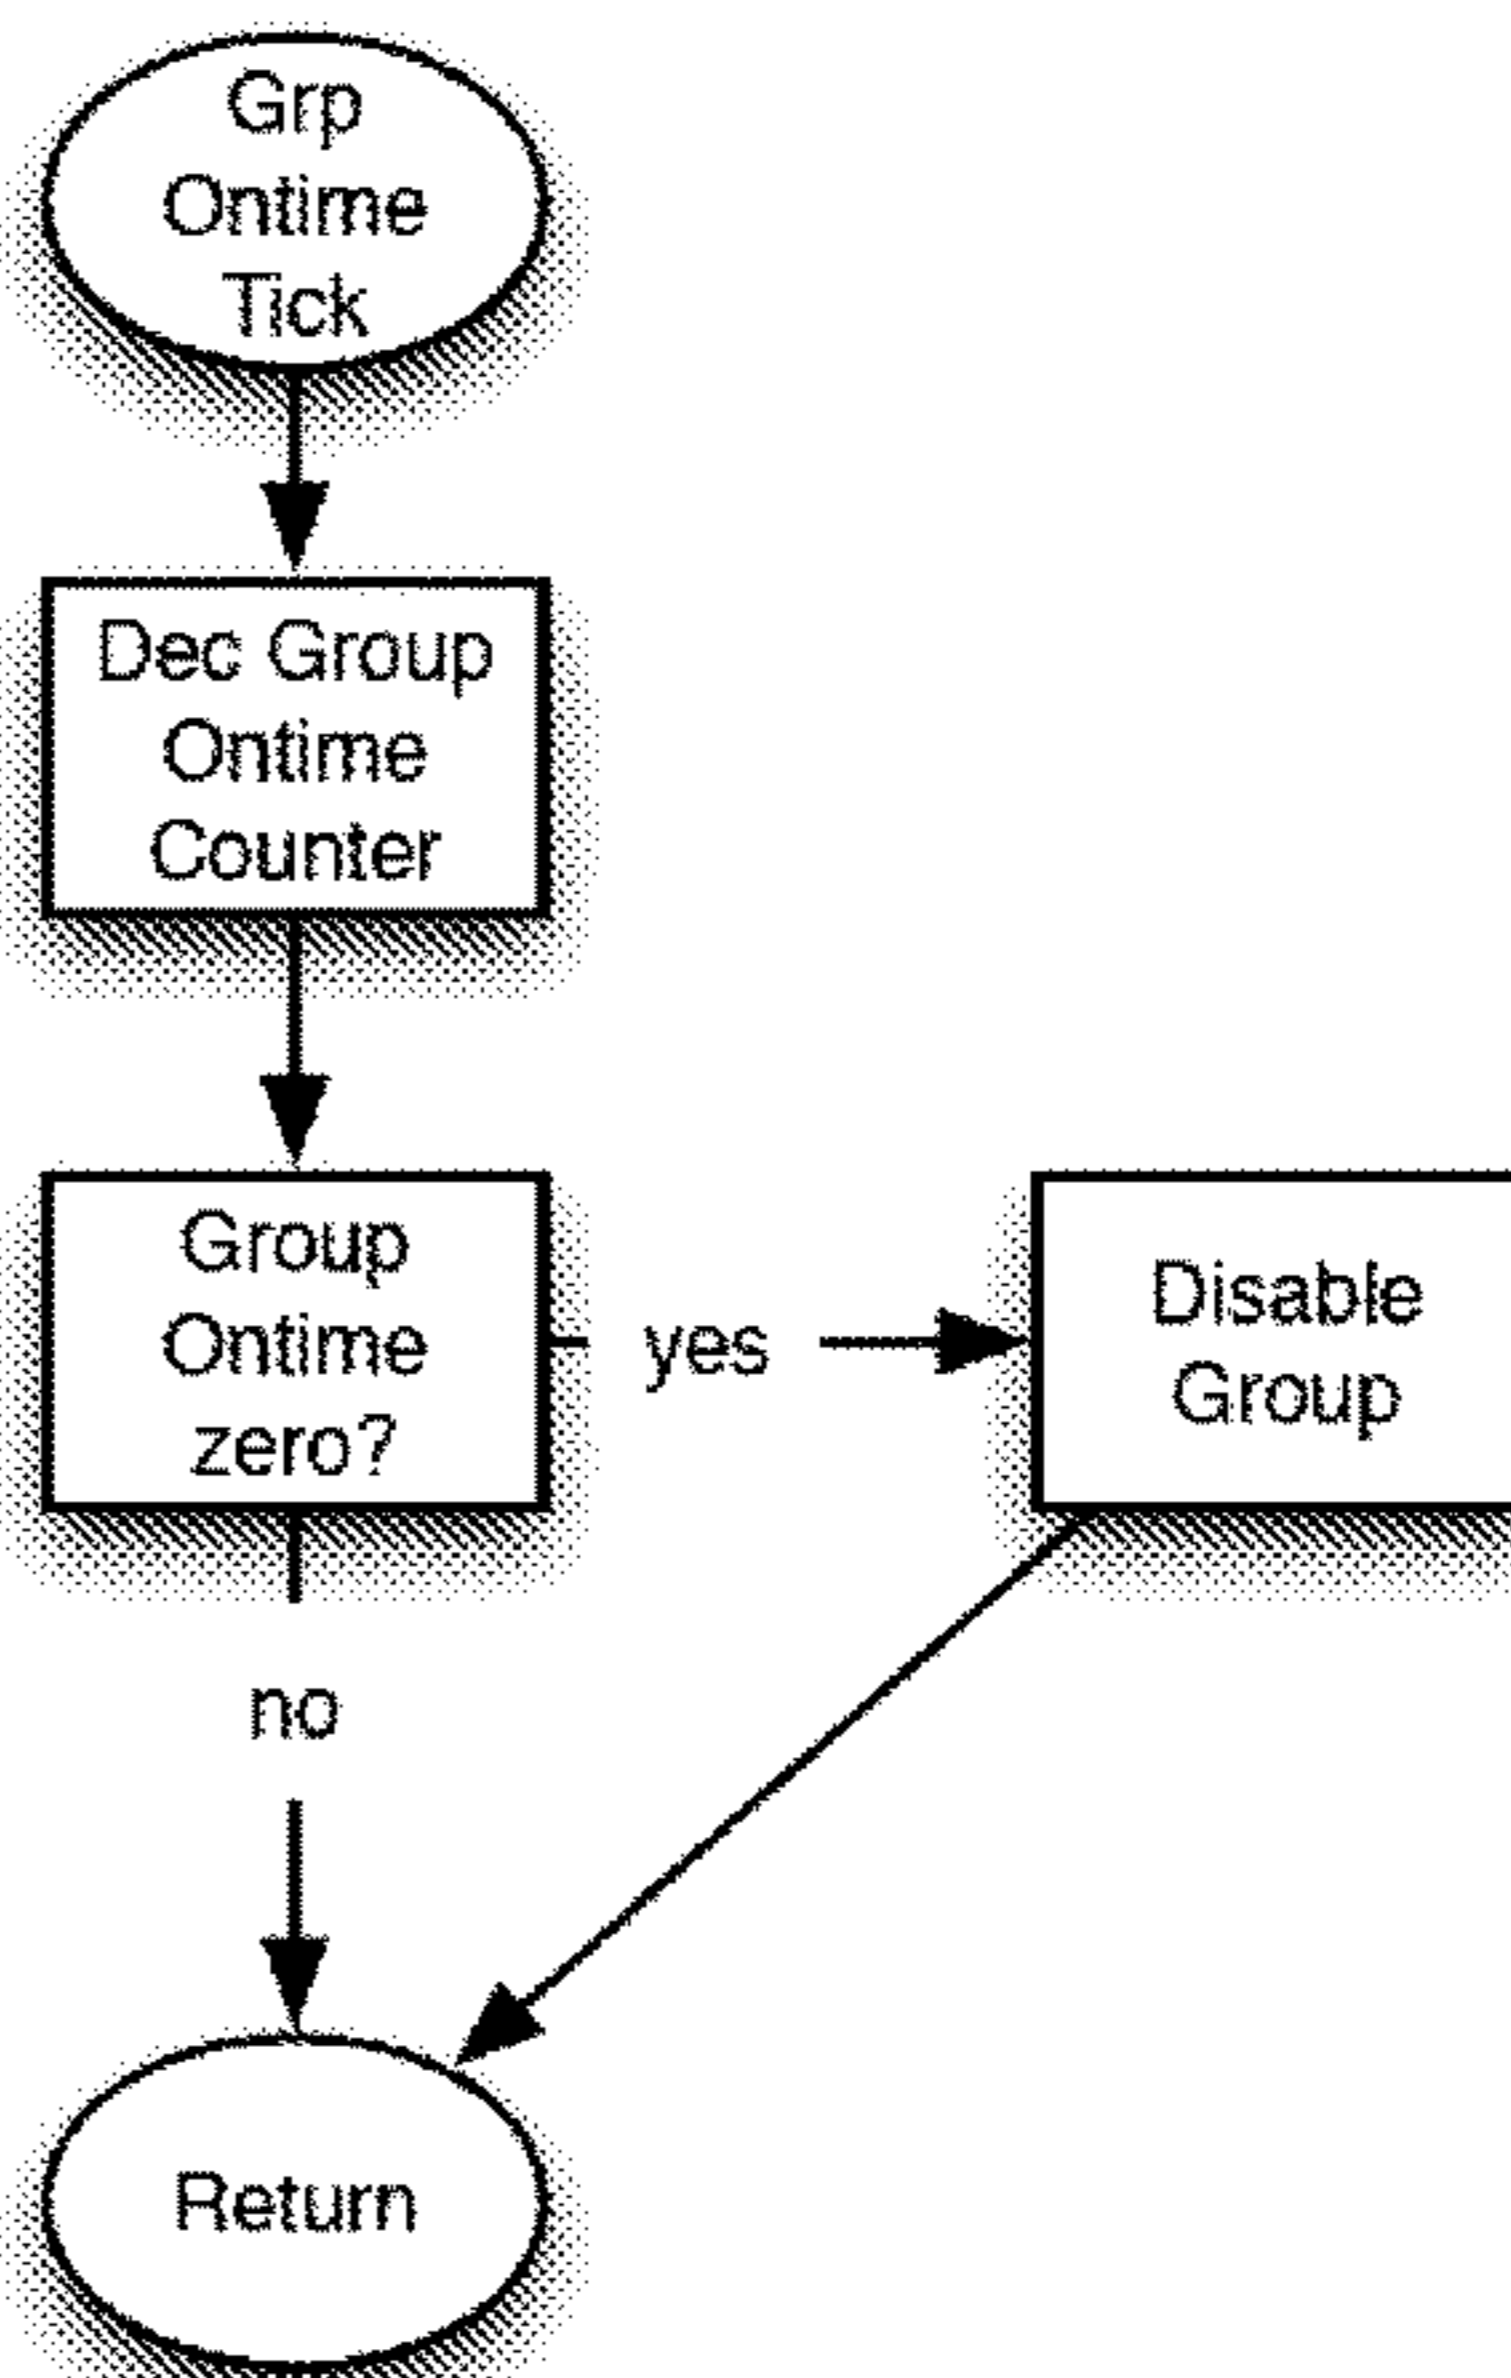 Grp
Ontime
Tick
Dec Group
Ontime
Counter
Group
Ontime
zero?
yes
Disable
Group
no
Return